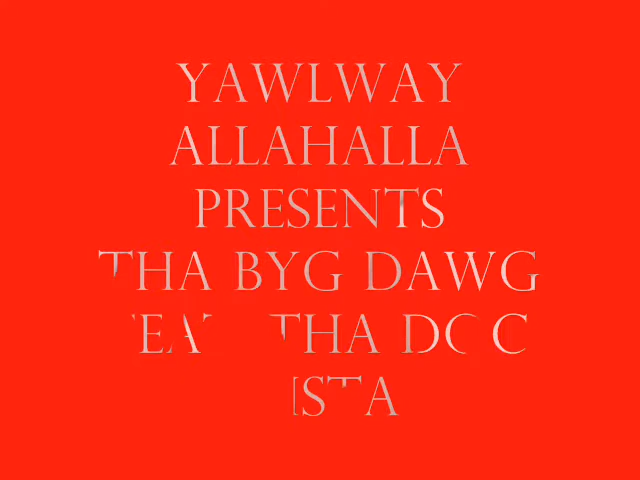 YAWLWAY
ALLAHALLA
PRESENTS
THA BYG DAWG
THA